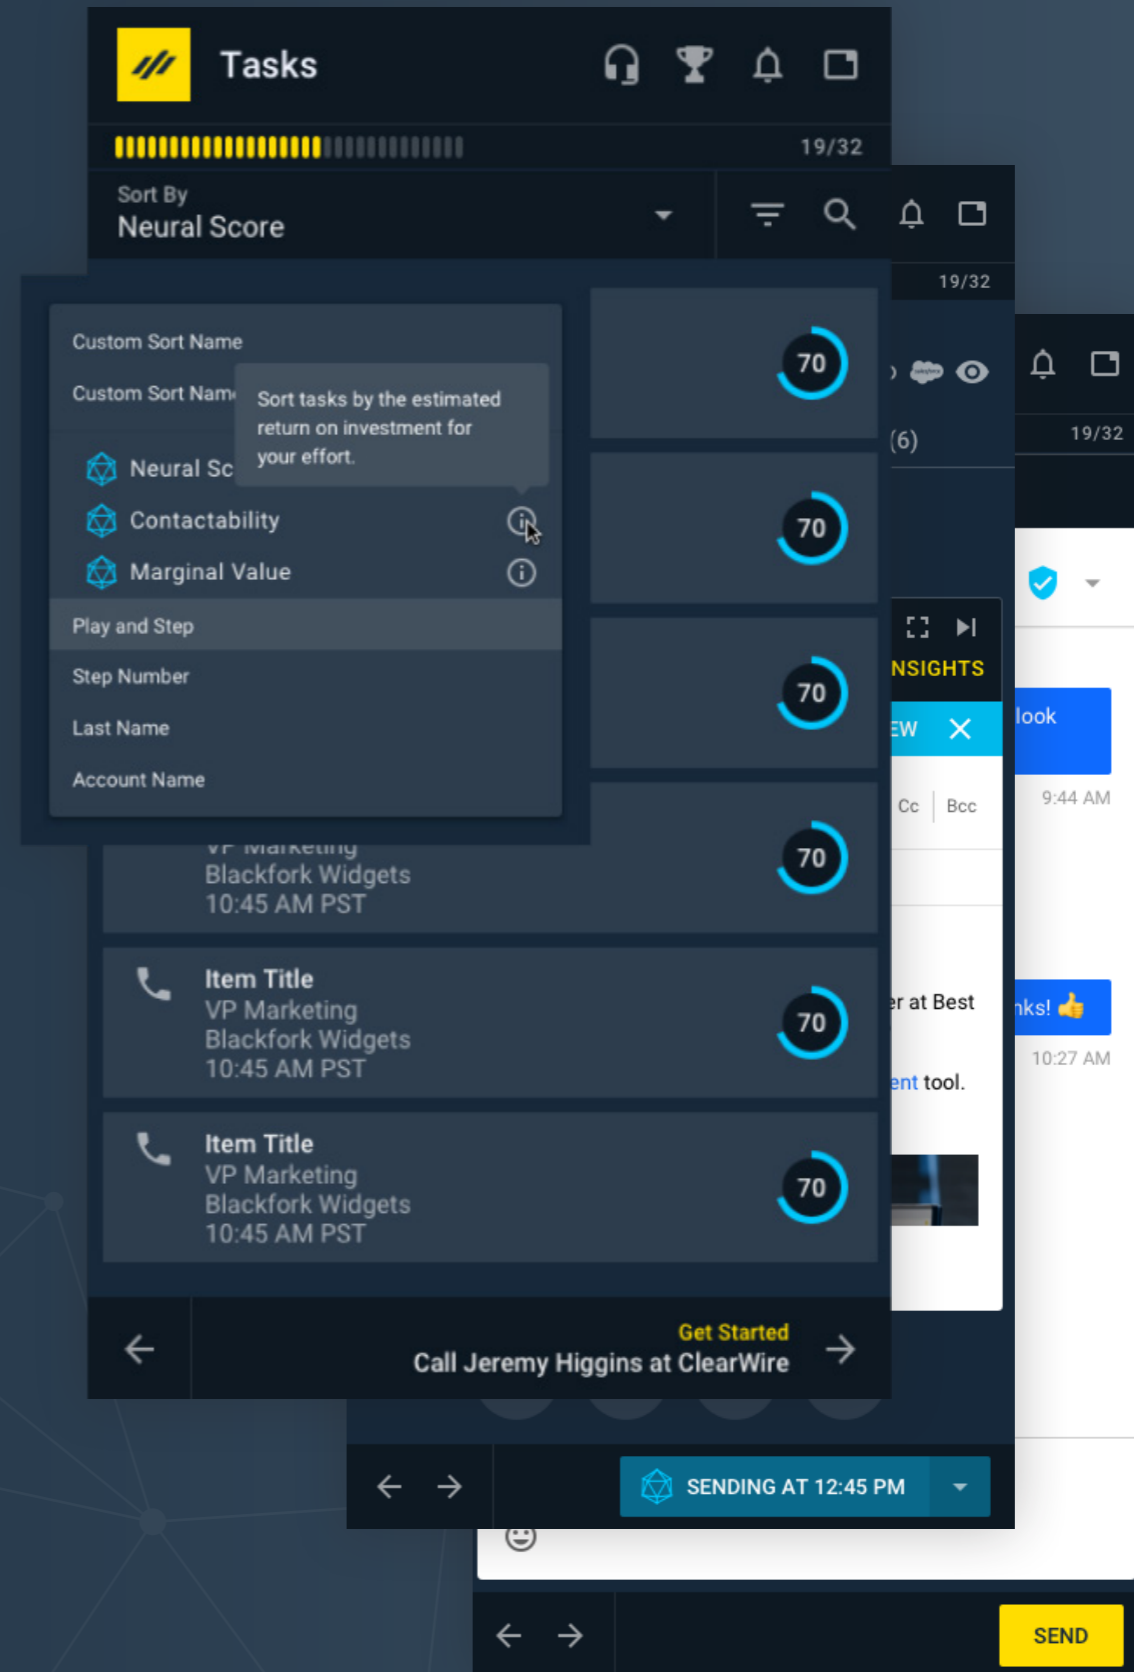 Tasks
19/32
Sort By
Neural Score
19/32
19/32
Custom Sort Name
Custom Sort
Sort tasks by the estimated
return on investment for
your effort.
Neural
Contactability
Marginal Value
Play and Step
Step Number
Last Name
Account Name
70
70
70
(6)
NSIGHTS
EW
look
9:44 AM
Cc
Bcc
VP Marketing
Blackfork Widgets
10:45 AM PST
70
Item Title
VP Marketing
Blackfork Widgets
10:45 AM PST
70
er at Best
nks! 👍
10:27 AM
ent tool.
Item Title
VP Marketing
Blackfork Widgets
10:45 AM PST
70
Get Started
Call Jeremy Higgins at ClearWire
SENDING AT 12:45 PM
SEND